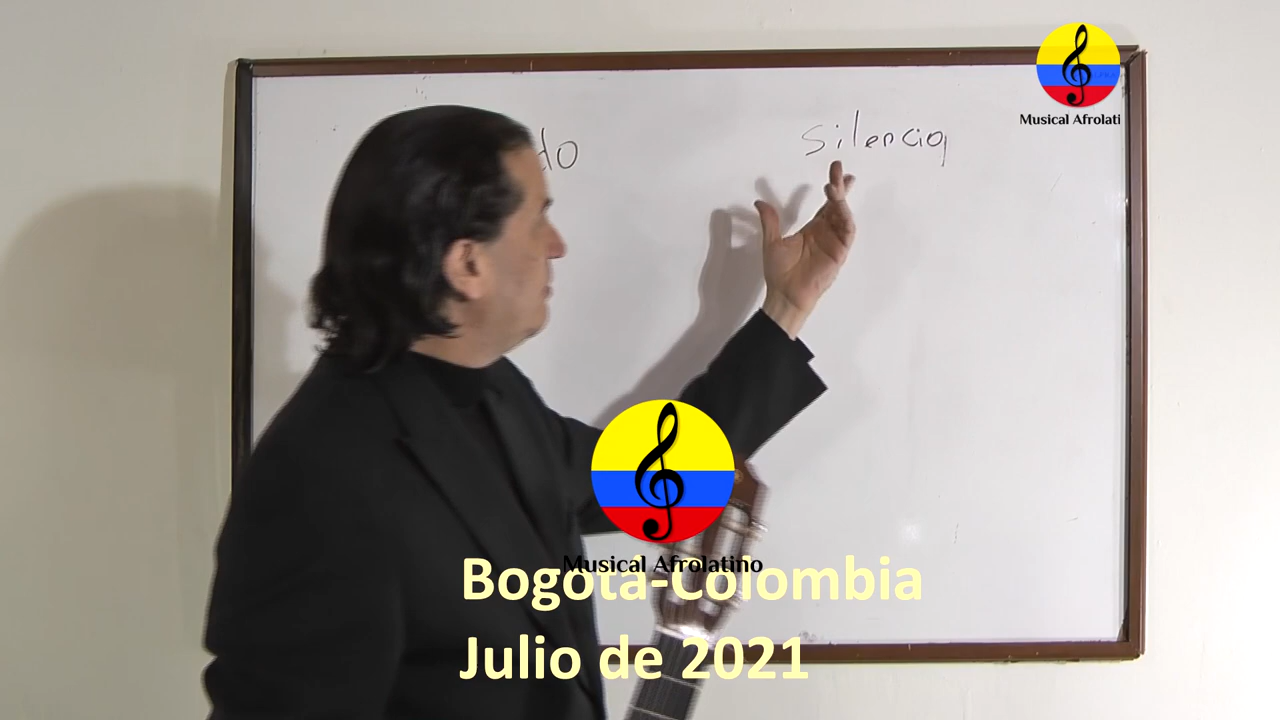 Musical Afrolati
do
Silencio
Musical Afrolatino
Bogotá-Colombia
Julio de 2021